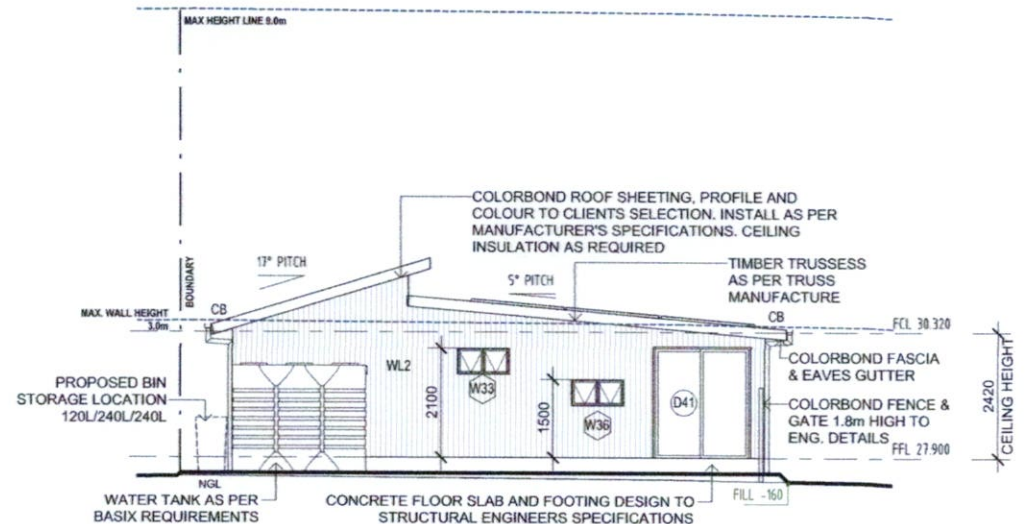 MAX HEIGHT LINE 9.0m
COLORBOND ROOF SHEETING, PROFILE AND
COLOUR TO CLIENTS SELECTION. INSTALL AS PER
MANUFACTURER'S SPECIFICATIONS. CEILING
INSULATION AS REQUIRED
13° PITCH
5° PITCH
TIMBER TRUSSESS
AS PER TRUSS
MANUFACTURE
BOUNDARY
MAX. WALL HEIGHT
3.0m
CB
CB
FCL 30.320
COLORBOND FASCIA
& EAVES GUTTER
CEILING HEIGHT
2420
WL2
2100
W33
1500
W36
D41
PROPOSED BIN
STORAGE LOCATION
120L/240L/240L
COLORBOND FENCE &
GATE 1.8m HIGH TO
ENG. DETAILS
FFL 27.900
NGL
WATER TANK AS PER
BASIX REQUIREMENTS
CONCRETE FLOOR SLAB AND FOOTING DESIGN TO
STRUCTURAL ENGINEERS SPECIFICATIONS
FILL -160